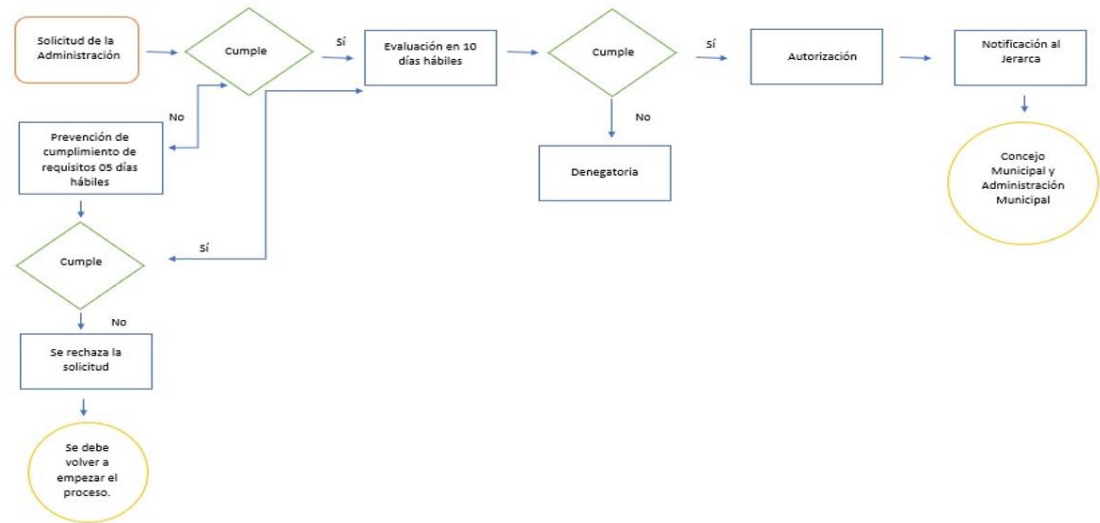 Solicitud de la
Administración
Cumple
Sí
Evaluación en 10
días hábiles
Cumple
Sí
Autorización
Notificación al
Jerarca
No
Prevención de
cumplimiento de
requisitos 05 días
hábiles
No
Denegatoria
Concejo
Municipal y
Administración
Municipal
Cumple
Sí
No
Se rechaza la
solicitud
Se debe
volver a
empezar el
proceso.